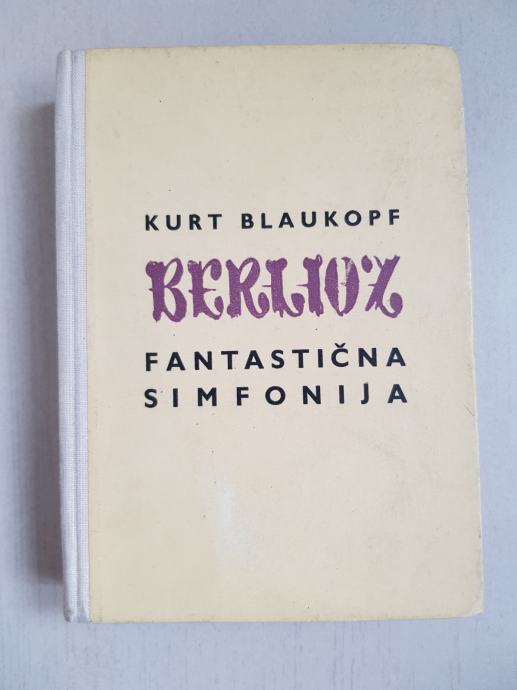 KURT BLAUKOPF
BERLIOZ
FANTASTIČNA
SIMFONIJA